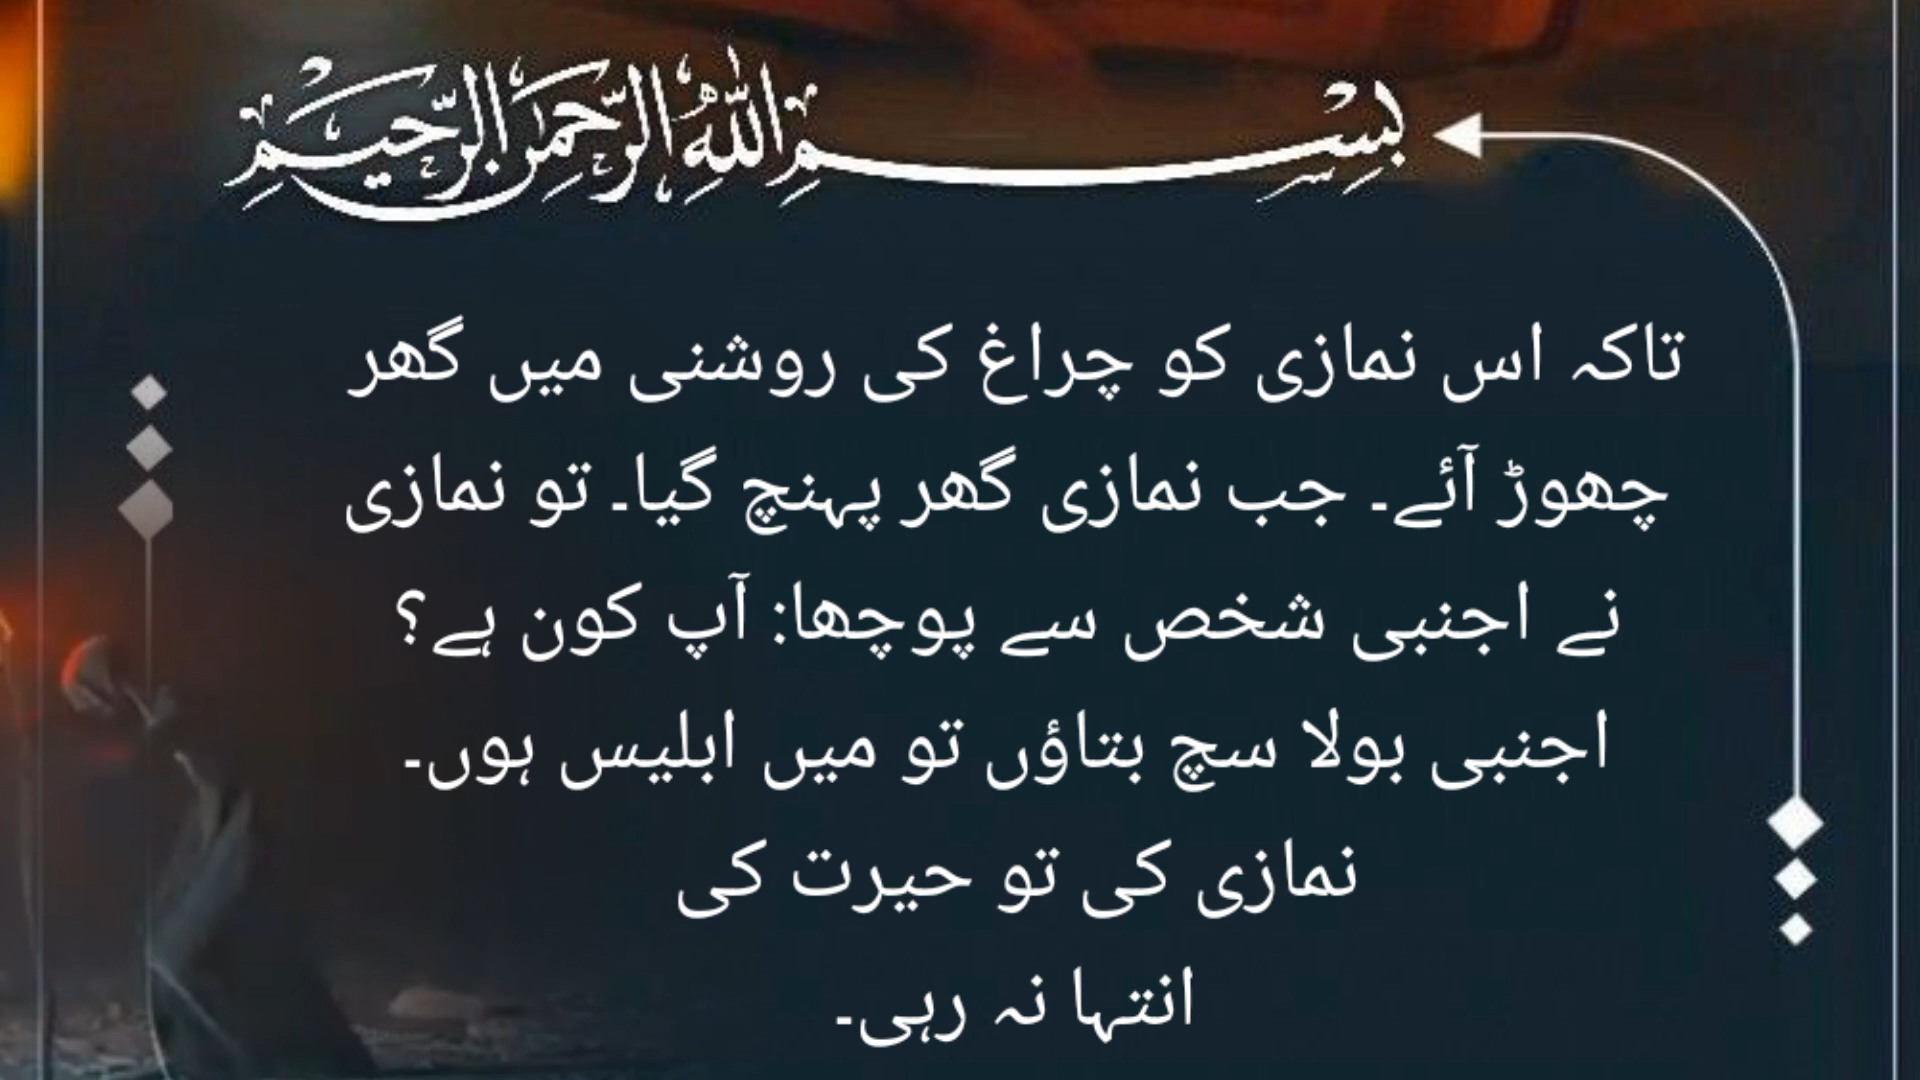 بِسْمِ اللهِ الرَّحْمٰنِ الرَّحِيْمِ
تاکہ اس نمازی کو چراغ کی روشنی میں گھر
چھوڑ آئے۔ جب نمازی گھر پہنچ گیا۔ تو نمازی
نے اجنبی شخص سے پوچھا: آپ کون ہے؟
اجنبی بولا سچ بتاؤں تو میں ابلیس ہوں۔
نمازی کی تو حیرت کی
انتہا نہ رہی۔